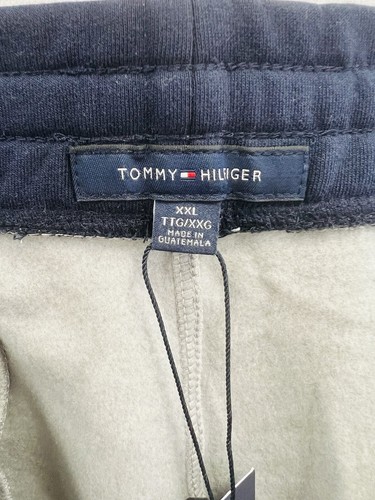 TOMMY HILFIGER
XXL
TTG/XXG
MADE IN
GUATEMALA